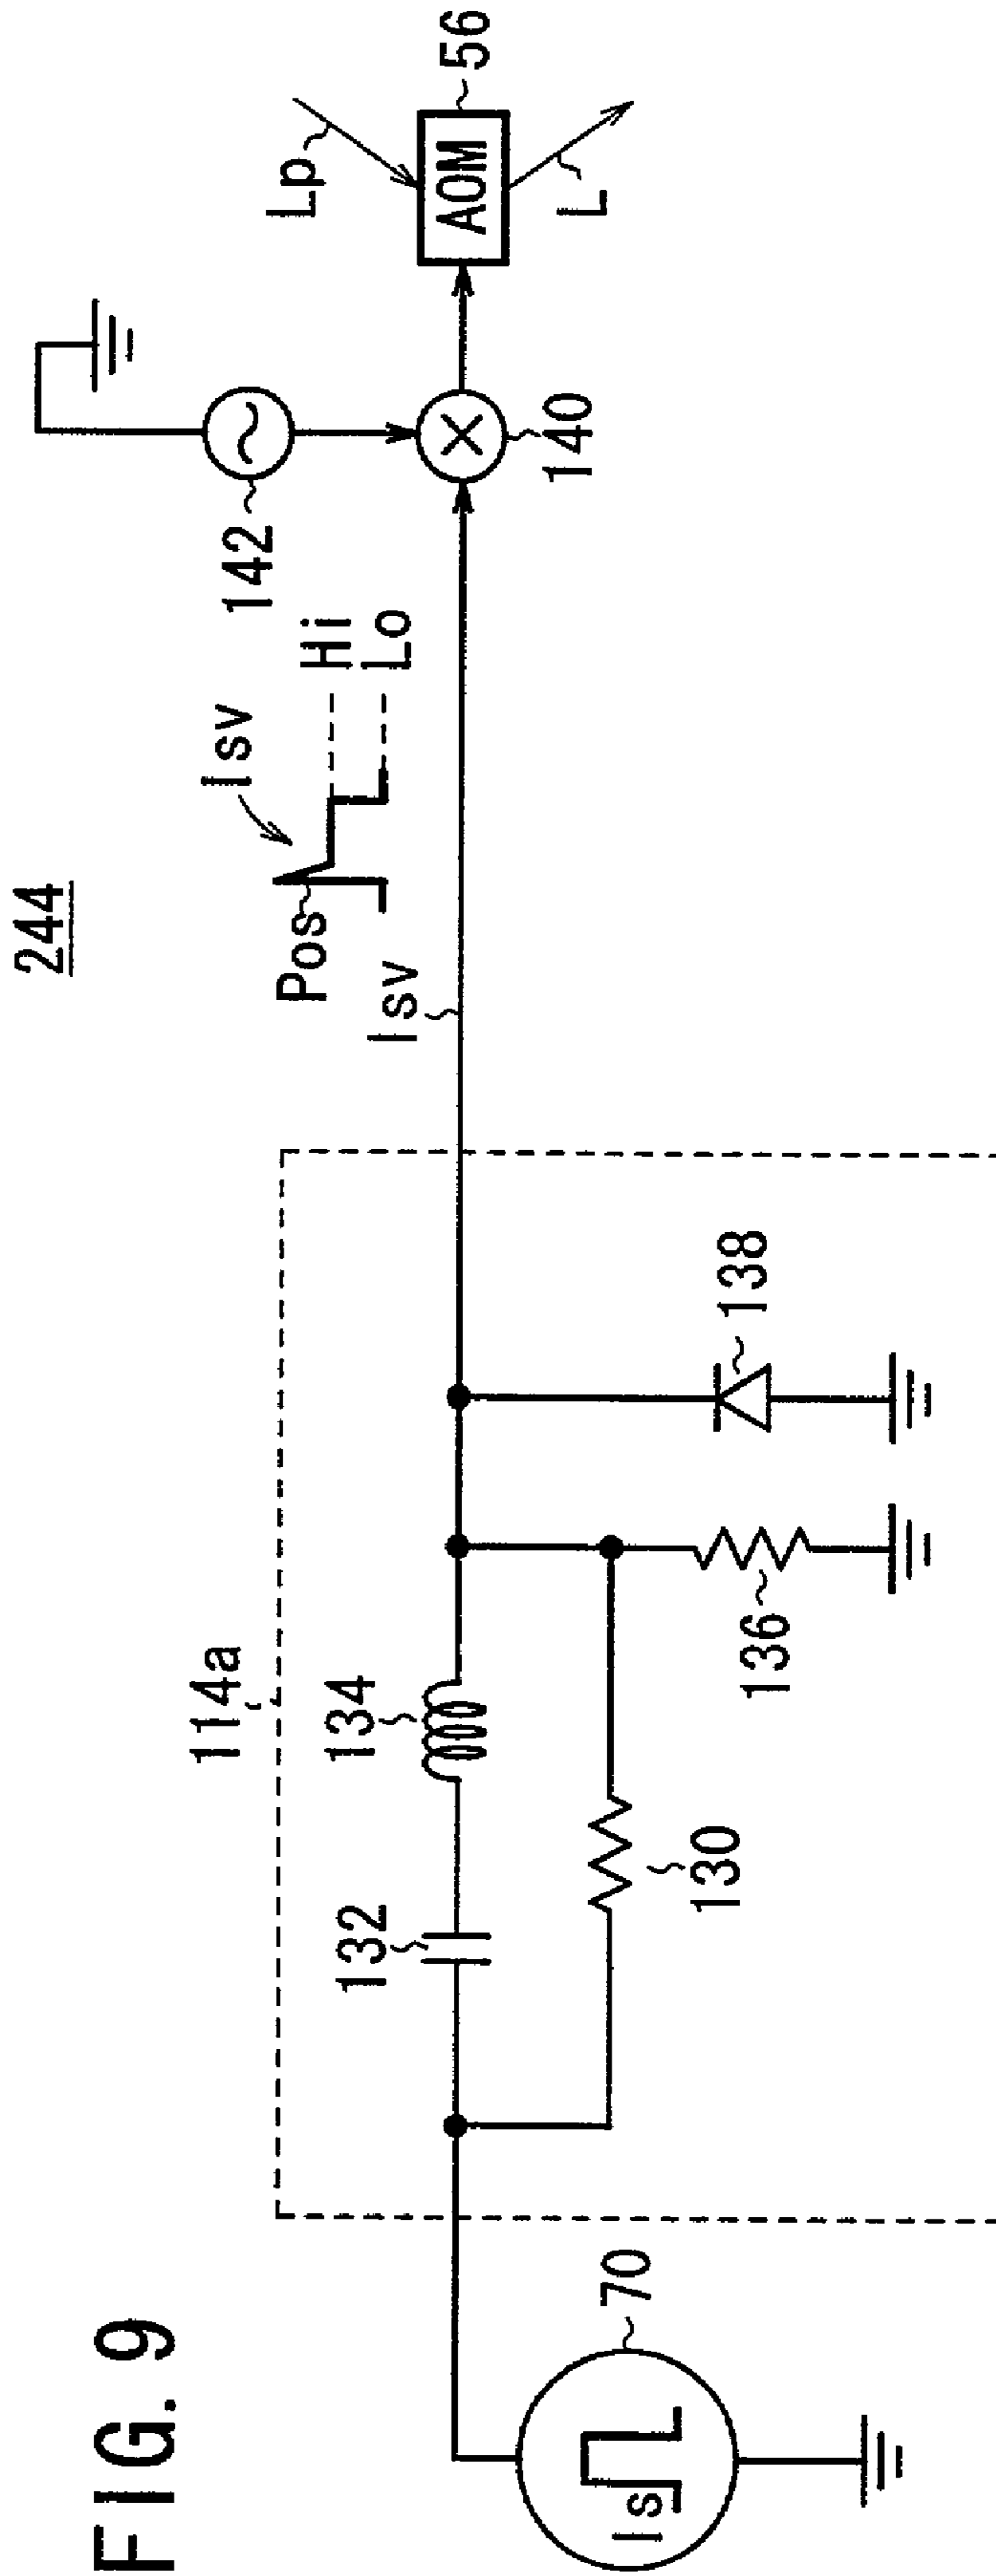 FIG. 9
244
114a
Isv
Pos
Hi
Lo
Isv
142
140
Lp
AOM
56
L
132
134
130
136
138
70
Is